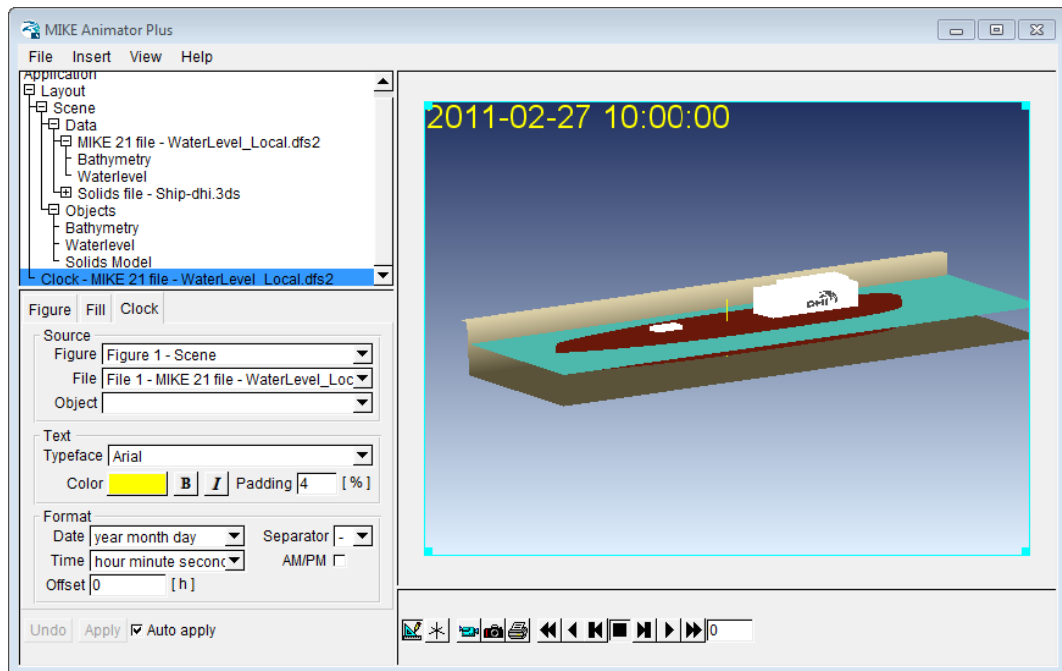 MIKE Animator Plus
File Insert View Help
Application
Layout
Scene
Data
MIKE 21 file - WaterLevel_Local.dfs2
Bathymetry
Waterlevel
Solids file - Ship-dhi.3ds
Objects
Bathymetry
Waterlevel
Solids Model
Clock - MIKE 21 file - WaterLevel_Local.dfs2
Figure Fill Clock
Source
Figure Figure 1 - Scene
File File 1 - MIKE 21 file - WaterLevel_Loc
Object
Text
Typeface Arial
Color B I Padding 4 [ % ]
Format
Date year month day Separator -
Time hour minute second AM/PM
Offset 0 [ h ]
Undo Apply Auto apply
2011-02-27 10:00:00
DHI
0